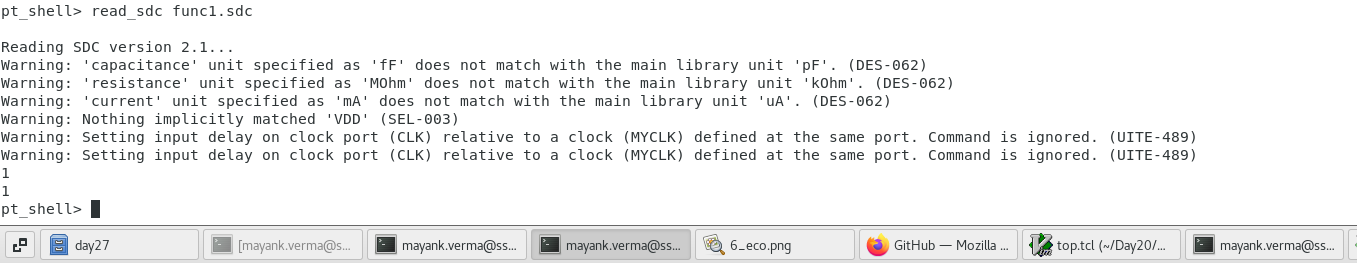 pt_shell> read_sdc func1.sdc
Reading SDC version 2.1...
Warning: 'capacitance' unit specified as 'fF' does not match with the main library unit 'pF'. (DES-062)
Warning: 'resistance' unit specified as 'MOhm' does not match with the main library unit 'kOhm'. (DES-062)
Warning: 'current' unit specified as 'mA' does not match with the main library unit 'uA'. (DES-062)
Warning: Nothing implicitly matched 'VDD' (SEL-003)
Warning: Setting input delay on clock port (CLK) relative to a clock (MYCLK) defined at the same port. Command is ignored. (UITE-489)
Warning: Setting input delay on clock port (CLK) relative to a clock (MYCLK) defined at the same port. Command is ignored. (UITE-489)
1
1
pt_shell>
day27 [mayank.verma@s... mayank.verma@ss... mayank.verma@ss... 6_eco.png GitHub — Mozilla ... top.tcl (~/Day20/... mayank.verma@ss...